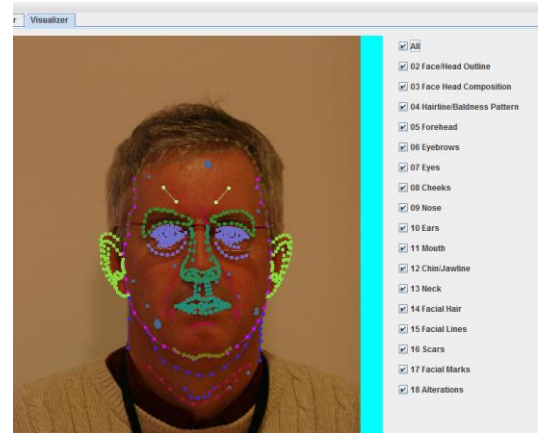 r Visualizer
All
02 Face/Head Outline
03 Face Head Composition
04 Hairline/Baldness Pattern
05 Forehead
06 Eyebrows
07 Eyes
08 Cheeks
09 Nose
10 Ears
11 Mouth
12 Chin/Jawline
13 Neck
14 Facial Hair
15 Facial Lines
16 Scars
17 Facial Marks
18 Alterations